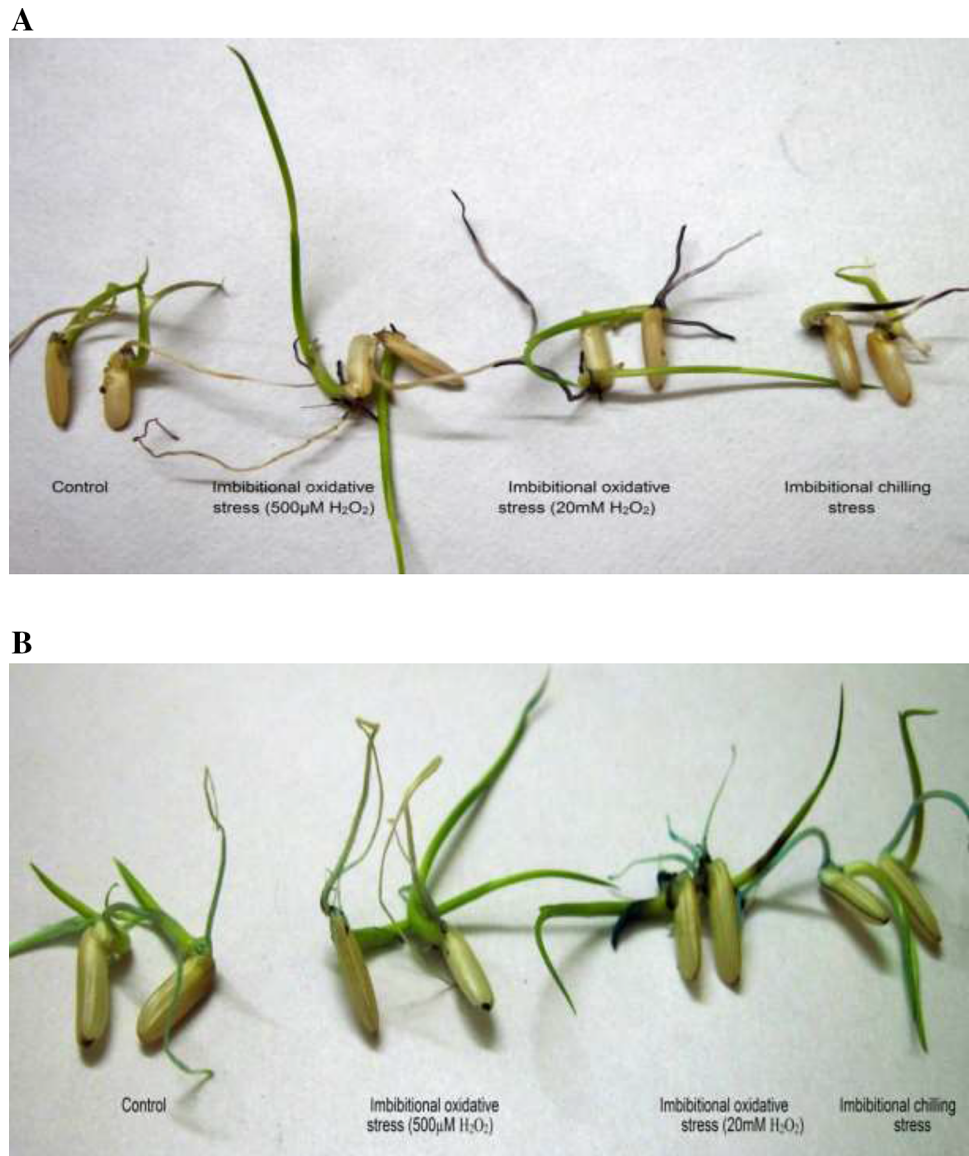 A
Control
Imbibitional oxidative
stress (500µM H₂O₂)
Imbibitional oxidative
stress (20mM H₂O₂)
Imbibitional chilling
stress
B
Control
Imbibitional oxidative
stress (500µM H₂O₂)
Imbibitional oxidative
stress (20mM H₂O₂)
Imbibitional chilling
stress